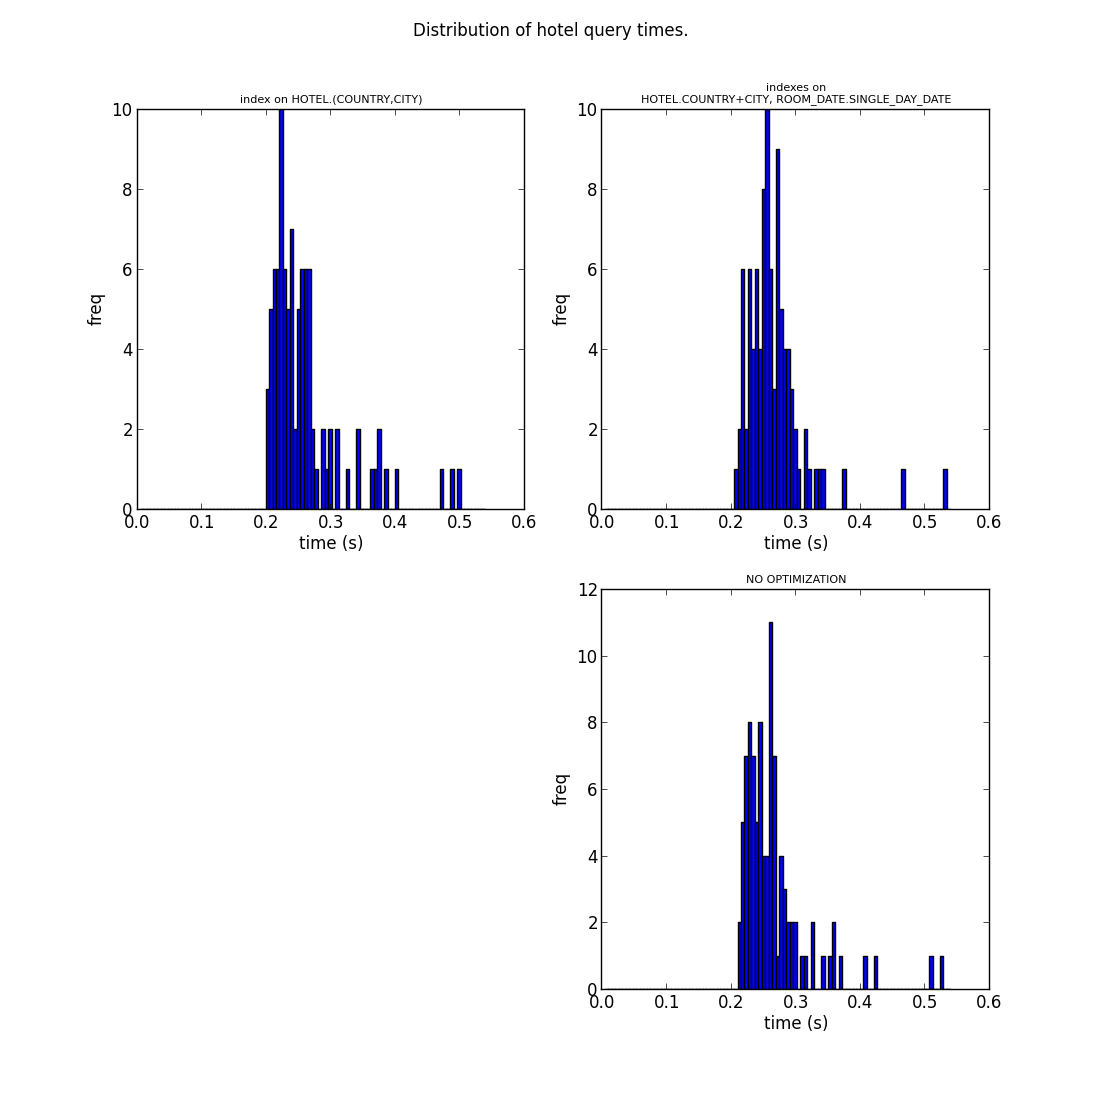 Distribution of hotel query times.
index on HOTEL.(COUNTRY,CITY)
10
8
6
4
2
0
freq
0.0 0.1 0.2 0.3 0.4 0.5 0.6
time (s)
indexes on
HOTEL.COUNTRY+CITY, ROOM_DATE.SINGLE_DAY_DATE
10
8
6
4
2
0
freq
0.0 0.1 0.2 0.3 0.4 0.5 0.6
time (s)
NO OPTIMIZATION
12
10
8
6
4
2
0
freq
0.0 0.1 0.2 0.3 0.4 0.5 0.6
time (s)